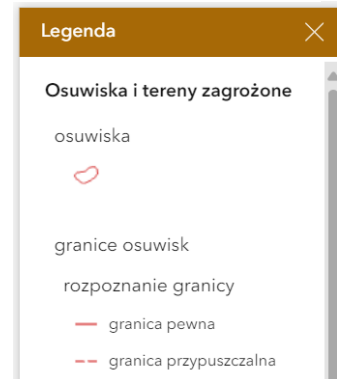 Legenda
Osuwiska i tereny zagrożone
osuwiska
granice osuwisk
rozpoznanie granicy
granica pewna
granica przypuszczalna